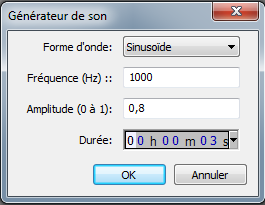 Générateur de son
Forme d'onde: Sinusoïde
Fréquence (Hz) :: 1000
Amplitude (0 à 1): 0,8
Durée: 00 h 00 m 03 s
OK Annuler